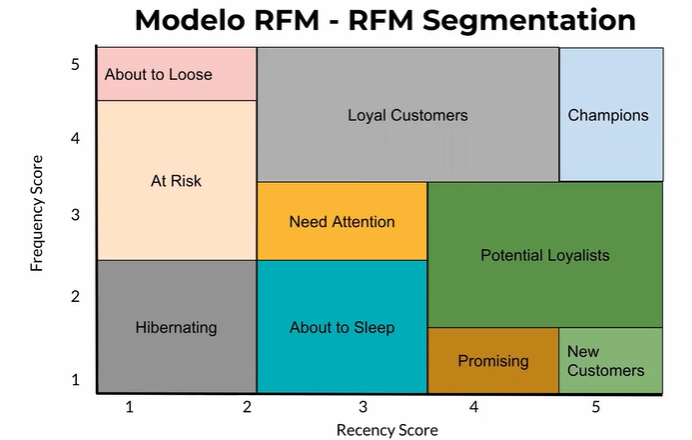 Modelo RFM - RFM Segmentation
Frequency Score
5
4
3
2
1
About to Loose
Loyal Customers
Champions
At Risk
Need Attention
Potential Loyalists
Hibernating
About to Sleep
Promising
New
Customers
1
2
3
4
5
Recency Score